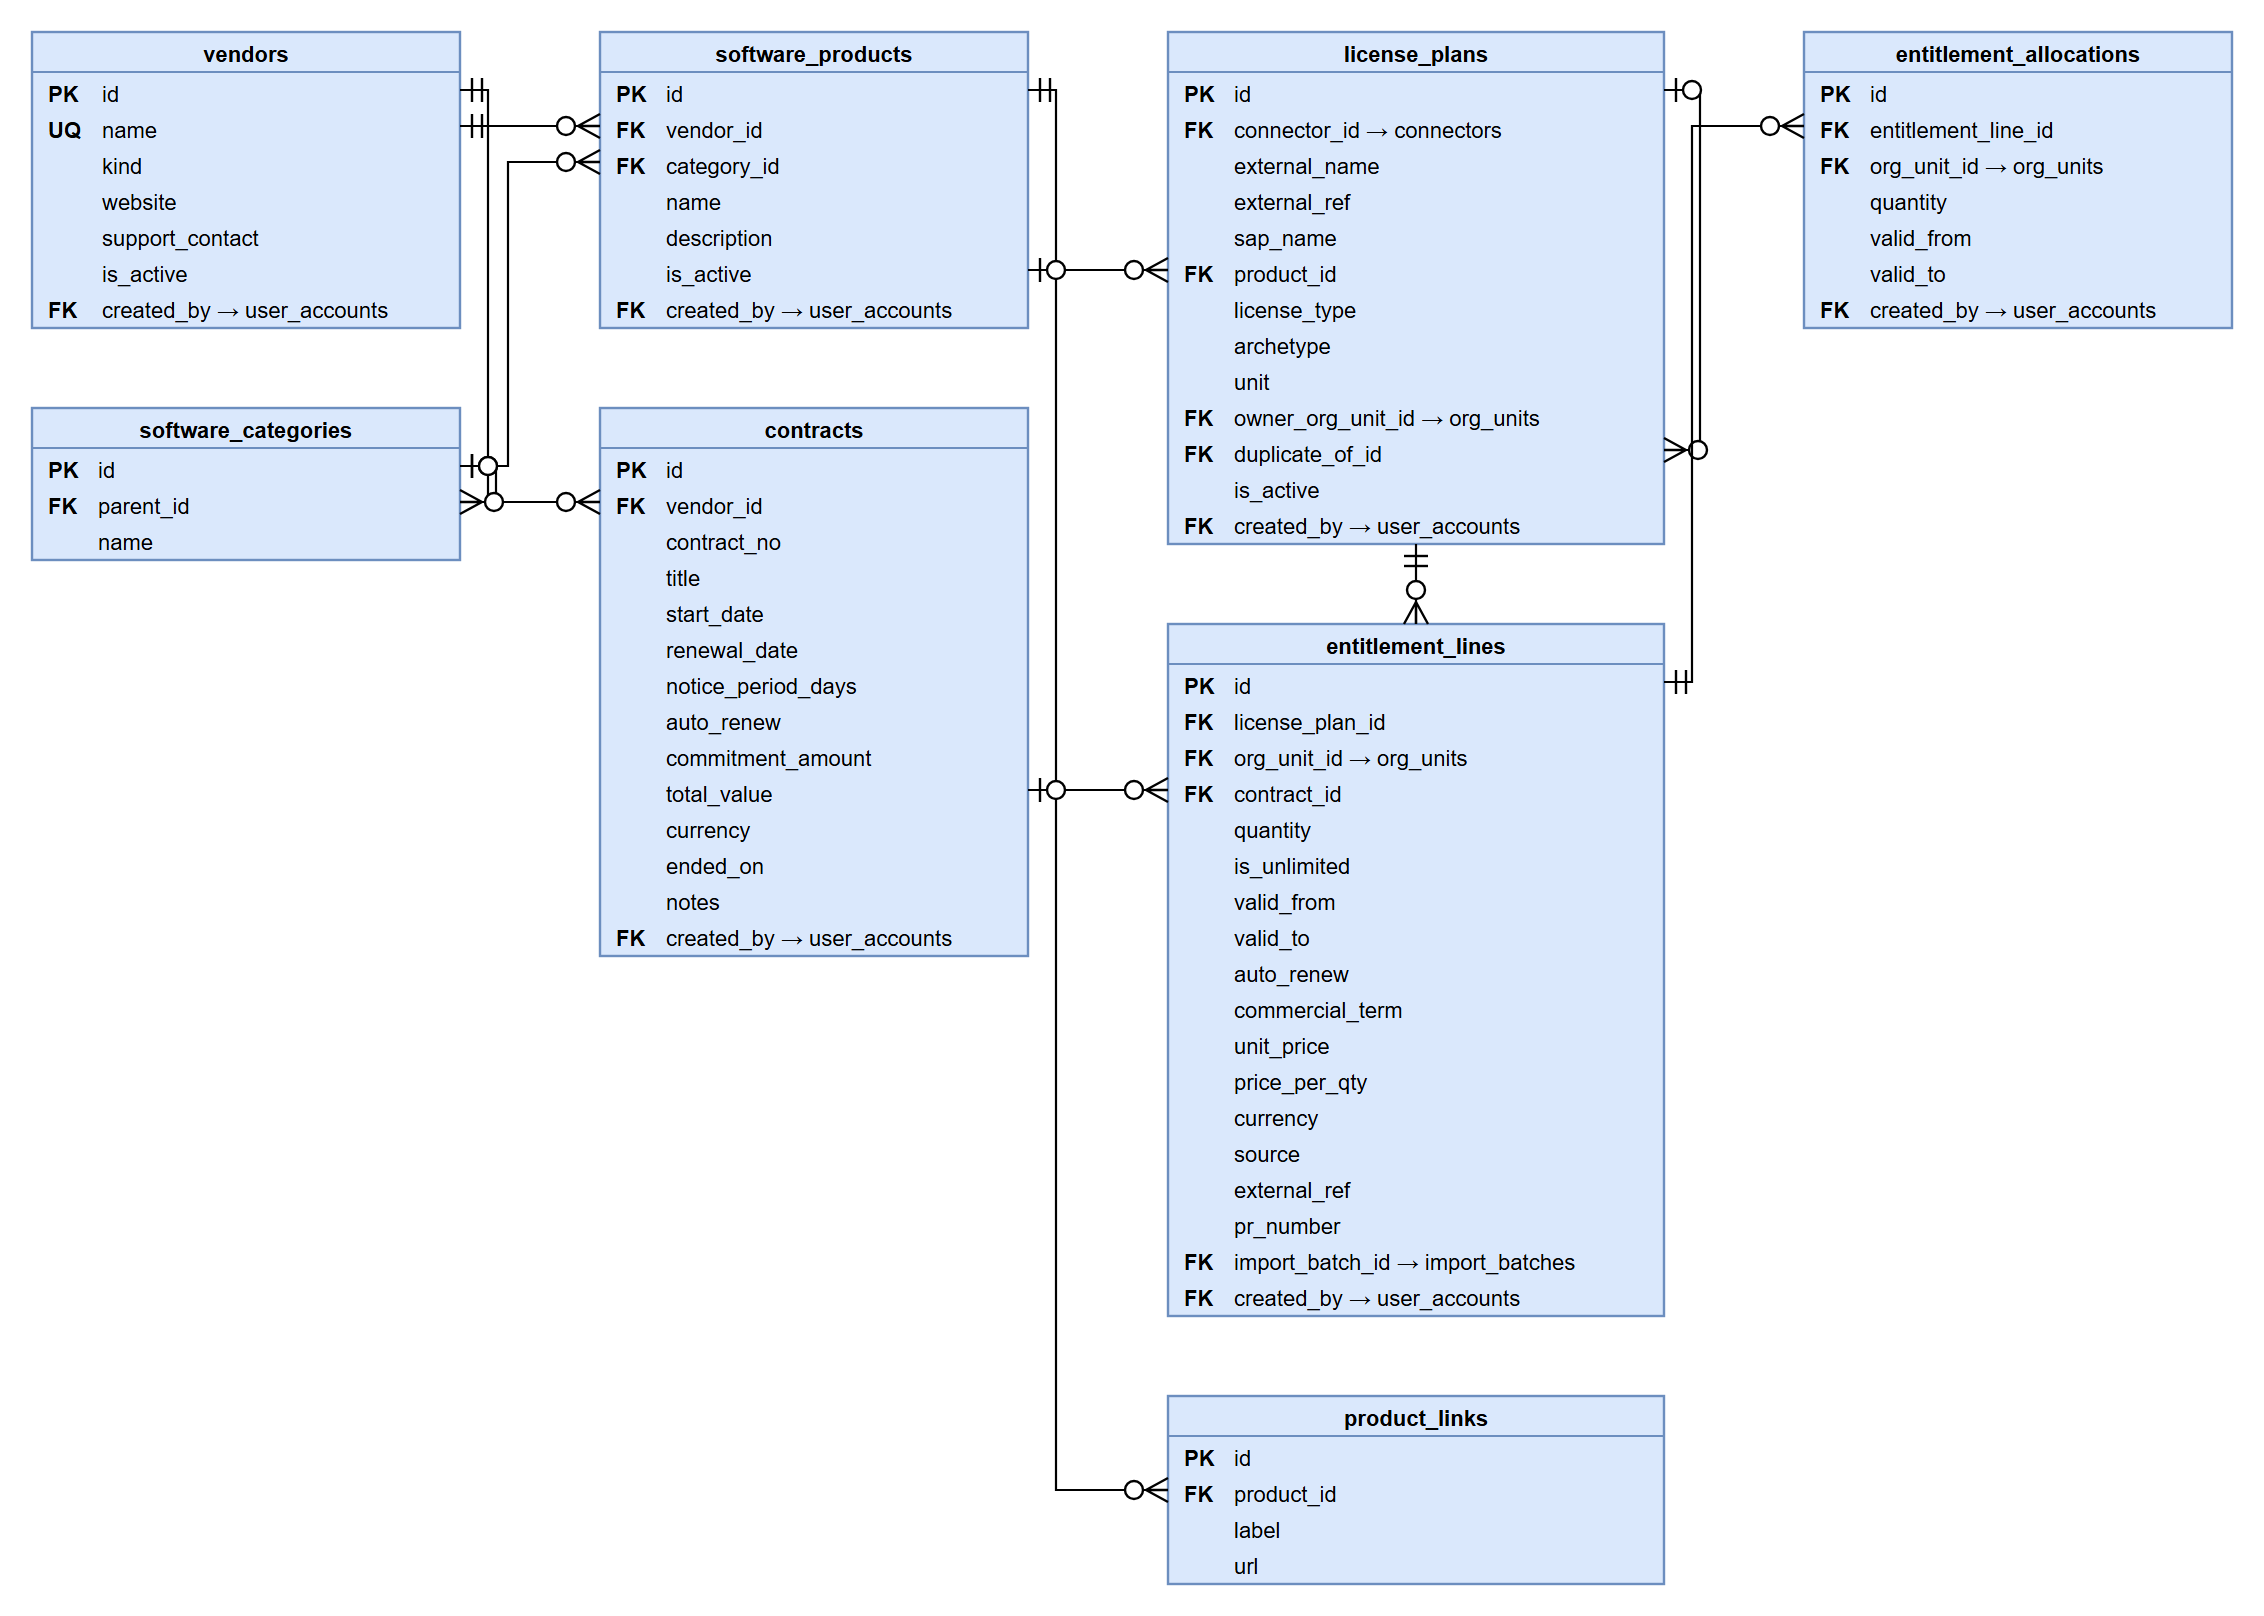 vendors
PK id
UQ name
kind
website
support_contact
is_active
FK created_by → user_accounts
software_products
PK id
FK vendor_id
FK category_id
name
description
is_active
FK created_by → user_accounts
license_plans
PK id
FK connector_id → connectors
external_name
external_ref
sap_name
FK product_id
license_type
archetype
unit
FK owner_org_unit_id → org_units
FK duplicate_of_id
is_active
FK created_by → user_accounts
entitlement_allocations
PK id
FK entitlement_line_id
FK org_unit_id → org_units
quantity
valid_from
valid_to
FK created_by → user_accounts
software_categories
PK id
FK parent_id
name
contracts
PK id
FK vendor_id
contract_no
title
start_date
renewal_date
notice_period_days
auto_renew
commitment_amount
total_value
currency
ended_on
notes
FK created_by → user_accounts
entitlement_lines
PK id
FK license_plan_id
FK org_unit_id → org_units
FK contract_id
quantity
is_unlimited
valid_from
valid_to
auto_renew
commercial_term
unit_price
price_per_qty
currency
source
external_ref
pr_number
FK import_batch_id → import_batches
FK created_by → user_accounts
product_links
PK id
FK product_id
label
url